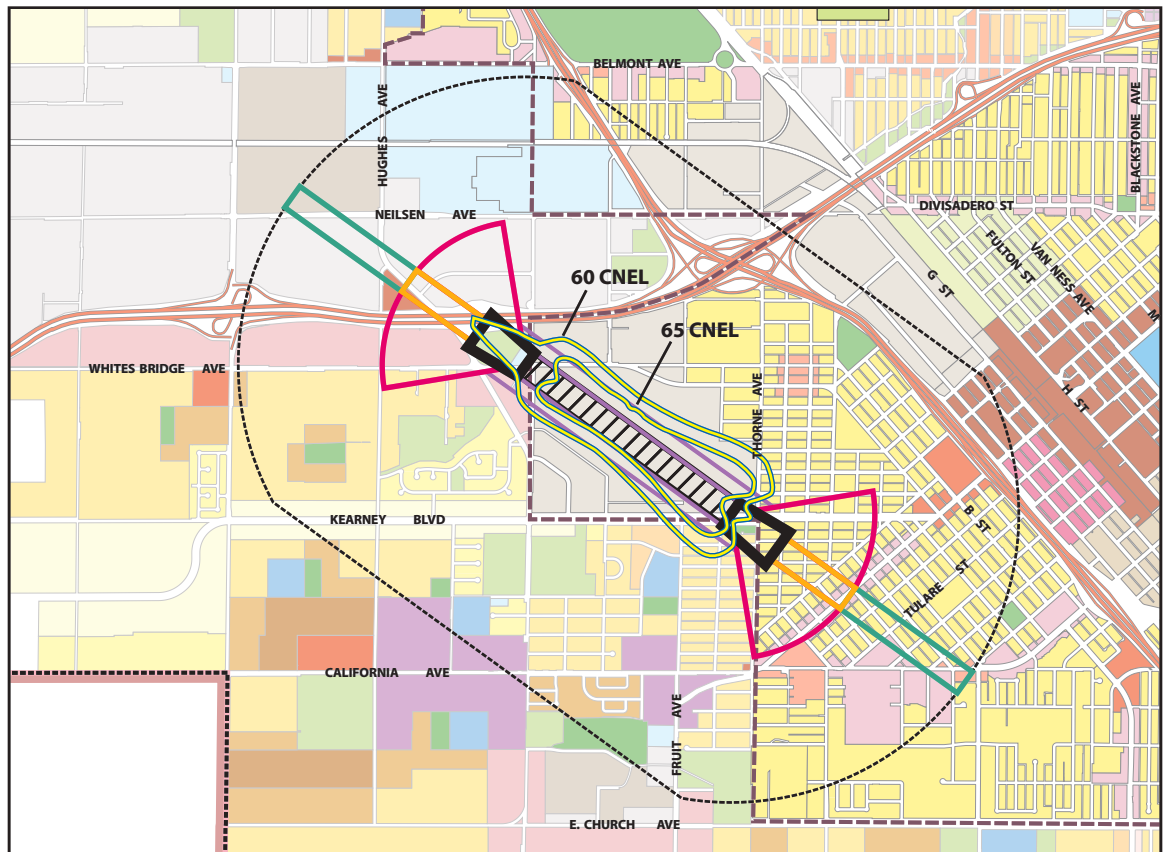 BELMONT AVE
HUGHES AVE
BLACKSTONE AVE
NEILSEN AVE
DIVISADERO ST
FULTON ST
VAN NESS AVE
G ST
M
60 CNEL
65 CNEL
WHITES BRIDGE AVE
THORNE AVE
H ST
KEARNEY BLVD
B ST
TULARE ST
CALIFORNIA AVE
FRUIT AVE
E. CHURCH AVE